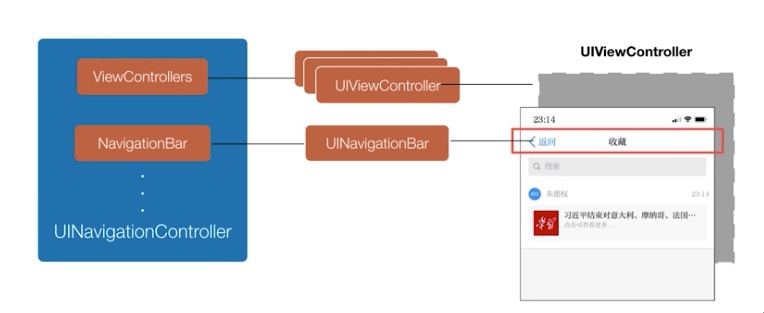 UIViewController
ViewControllers
UIViewController
NavigationBar
UINavigationBar
UINavigationController
23:14
返回
收藏
搜索
朱德权
23:14
学习
习近平结束对意大利、摩纳哥、法国…
点击可查看更多...